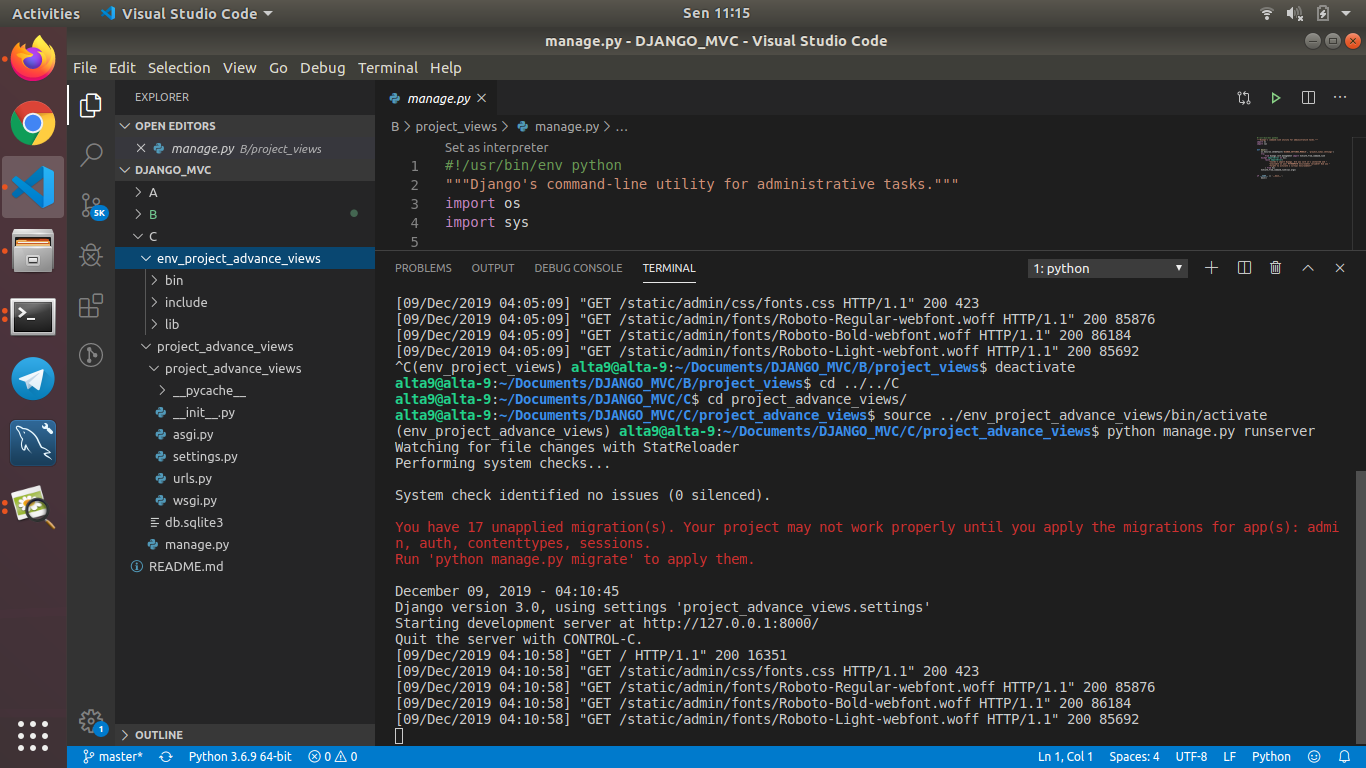 Activities Visual Studio Code Sen 11:15
manage.py - DJANGO_MVC - Visual Studio Code
File Edit Selection View Go Debug Terminal Help
EXPLORER
OPEN EDITORS
manage.py B/project_views
DJANGO_MVC
A
B
C
env_project_advance_views
bin
include
lib
project_advance_views
project_advance_views
__pycache__
__init__.py
asgi.py
settings.py
urls.py
wsgi.py
db.sqlite3
manage.py
README.md
OUTLINE
5K
1
manage.py
B project_views manage.py ...
Set as interpreter
1 #!/usr/bin/env python
2 """Django's command-line utility for administrative tasks."""
3 import os
4 import sys
5
PROBLEMS OUTPUT DEBUG CONSOLE TERMINAL 1: python
[09/Dec/2019 04:05:09] "GET /static/admin/css/fonts.css HTTP/1.1" 200 423
[09/Dec/2019 04:05:09] "GET /static/admin/fonts/Roboto-Regular-webfont.woff HTTP/1.1" 200 85876
[09/Dec/2019 04:05:09] "GET /static/admin/fonts/Roboto-Bold-webfont.woff HTTP/1.1" 200 86184
[09/Dec/2019 04:05:09] "GET /static/admin/fonts/Roboto-Light-webfont.woff HTTP/1.1" 200 85692
^C(env_project_views) alta9@alta-9:~/Documents/DJANGO_MVC/B/project_views$ deactivate
alta9@alta-9:~/Documents/DJANGO_MVC/B/project_views$ cd ../../C
alta9@alta-9:~/Documents/DJANGO_MVC/C$ cd project_advance_views/
alta9@alta-9:~/Documents/DJANGO_MVC/C/project_advance_views$ source ../env_project_advance_views/bin/activate
(env_project_advance_views) alta9@alta-9:~/Documents/DJANGO_MVC/C/project_advance_views$ python manage.py runserver
Watching for file changes with StatReloader
Performing system checks...
System check identified no issues (0 silenced).
You have 17 unapplied migration(s). Your project may not work properly until you apply the migrations for app(s): admi
n, auth, contenttypes, sessions.
Run 'python manage.py migrate' to apply them.
December 09, 2019 - 04:10:45
Django version 3.0, using settings 'project_advance_views.settings'
Starting development server at http://127.0.0.1:8000/
Quit the server with CONTROL-C.
[09/Dec/2019 04:10:58] "GET / HTTP/1.1" 200 16351
[09/Dec/2019 04:10:58] "GET /static/admin/css/fonts.css HTTP/1.1" 200 423
[09/Dec/2019 04:10:58] "GET /static/admin/fonts/Roboto-Regular-webfont.woff HTTP/1.1" 200 85876
[09/Dec/2019 04:10:58] "GET /static/admin/fonts/Roboto-Bold-webfont.woff HTTP/1.1" 200 86184
[09/Dec/2019 04:10:58] "GET /static/admin/fonts/Roboto-Light-webfont.woff HTTP/1.1" 200 85692
master* Python 3.6.9 64-bit 0 0 Ln 1, Col 1 Spaces: 4 UTF-8 LF Python